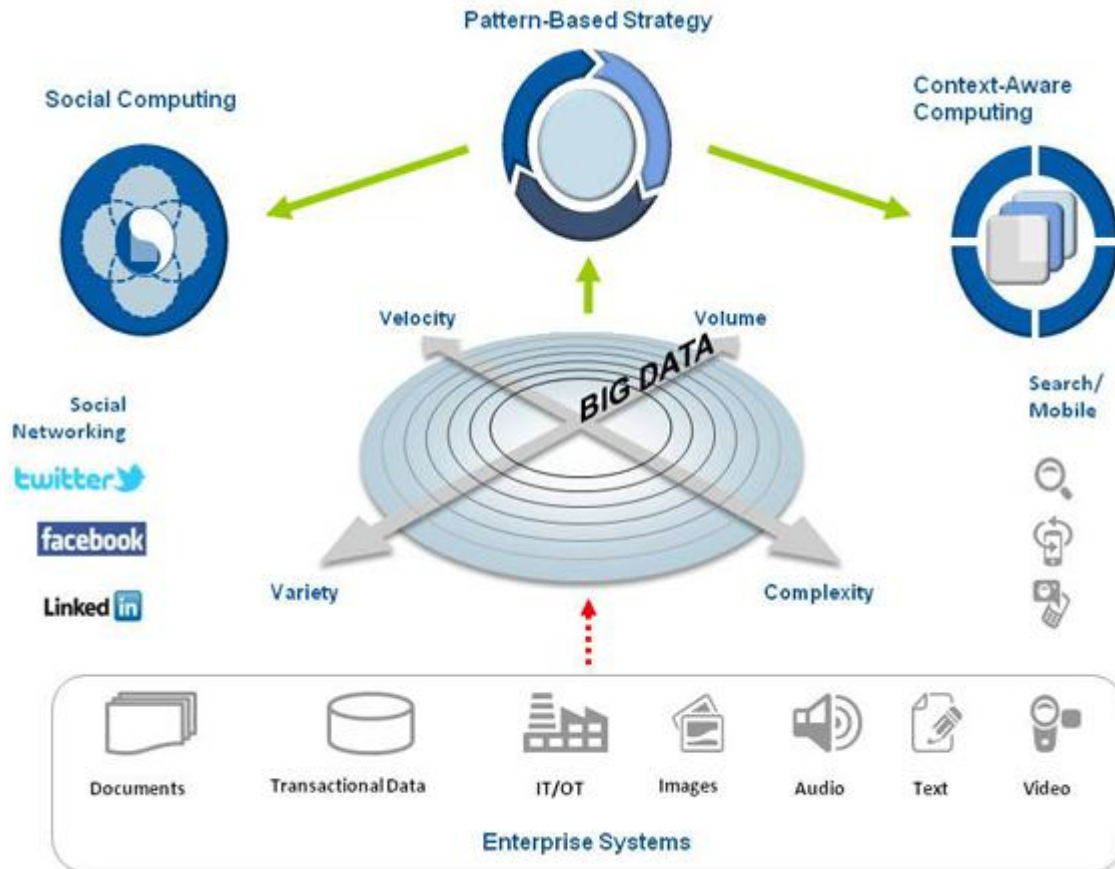 Pattern-Based Strategy
Social Computing
Context-Aware
Computing
Velocity
Volume
BIG DATA
Social
Networking
twitter
facebook
Linked in
Search/
Mobile
Variety
Complexity
Documents
Transactional Data
IT/OT
Images
Audio
Text
Video
Enterprise Systems